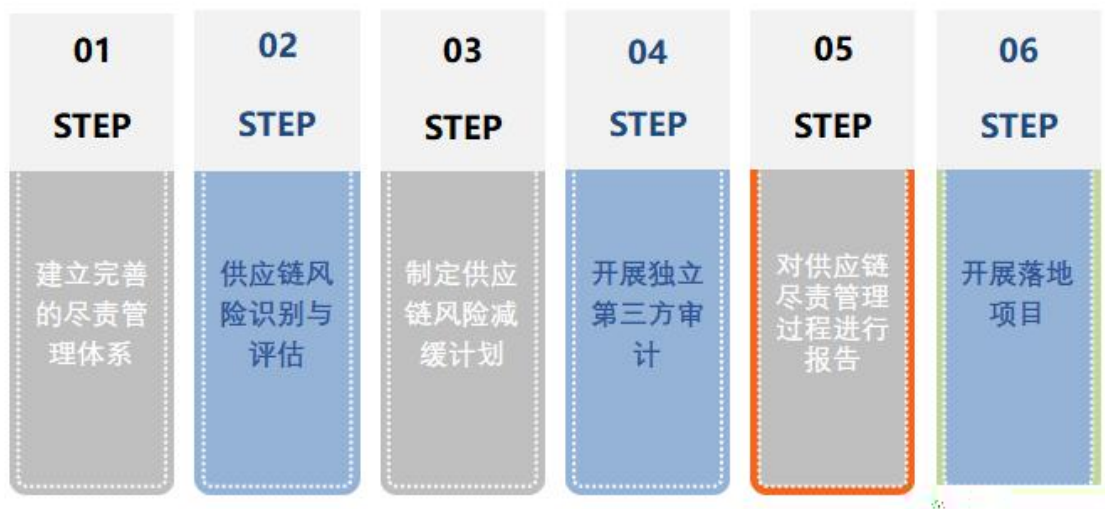 01
STEP
建立完善
的尽责管
理体系
02
STEP
供应链风
险识别与
评估
03
STEP
制定供应
链风险减
缓计划
04
STEP
开展独立
第三方审
计
05
STEP
对供应链
尽责管理
过程进行
报告
06
STEP
开展落地
项目